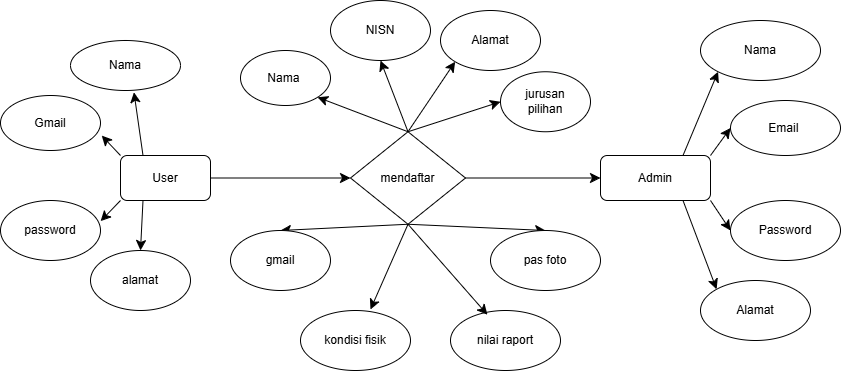 NISN
Alamat
Nama
Nama
Nama
jurusan
pilihan
Gmail
Email
User
mendaftar
Admin
password
Password
gmail
pas foto
alamat
Alamat
kondisi fisik
nilai raport